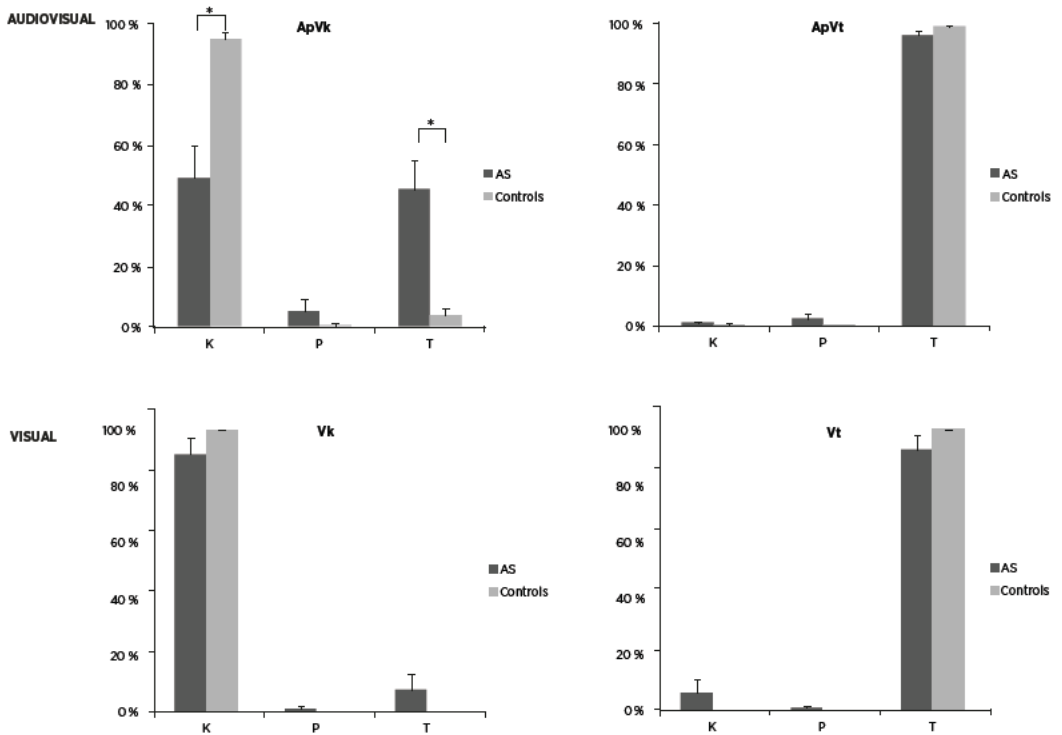 AUDIOVISUAL
ApVk
*
*
100 %
80 %
60 %
40 %
20 %
0 %
K P T
AS
Controls
ApVt
100 %
80 %
60 %
40 %
20 %
0 %
K P T
AS
Controls
VISUAL
Vk
100 %
80 %
60 %
40 %
20 %
0 %
K P T
AS
Controls
Vt
100 %
80 %
60 %
40 %
20 %
0 %
K P T
AS
Controls